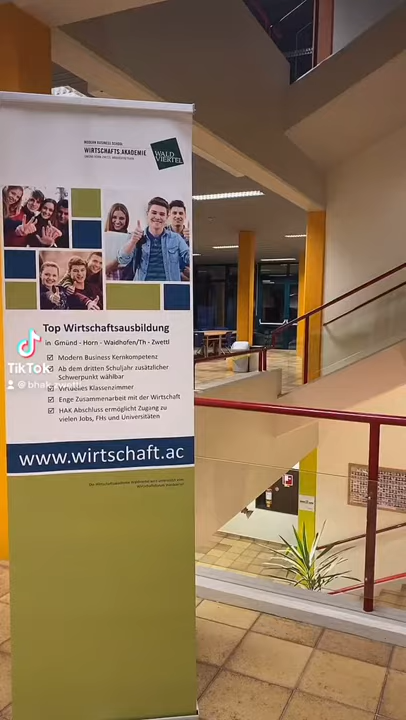 MODERN BUSINESS SCHOOL
WIRTSCHAFTS.AKADEMIE
WALD
VIERTEL
Top Wirtschaftsausbildung
in Gmünd - Horn - Waidhofen/Th - Zwettl
Modern Business Kernkompetenz
Ab dem dritten Schuljahr zusätzlicher
Schwerpunkt wählbar
Virtuelles Klassenzimmer
Enge Zusammenarbeit mit der Wirtschaft
HAK Abschluss ermöglicht Zugang zu
vielen Jobs, FHs und Universitäten
www.wirtschaft.ac
TikTok